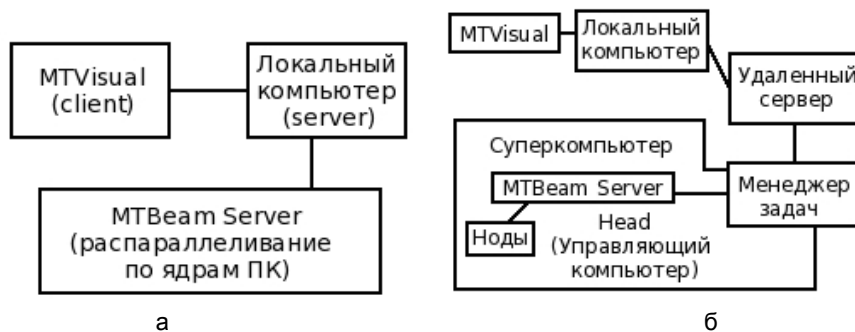 MTVisual
(client)
Локальный
компьютер
(server)
MTBeam Server
(распараллеливание
по ядрам ПК)
а
MTVisual
Локальный
компьютер
Удаленный
сервер
Суперкомпьютер
MTBeam Server
Менеджер
задач
Ноды
Head
(Управляющий
компьютер)
б